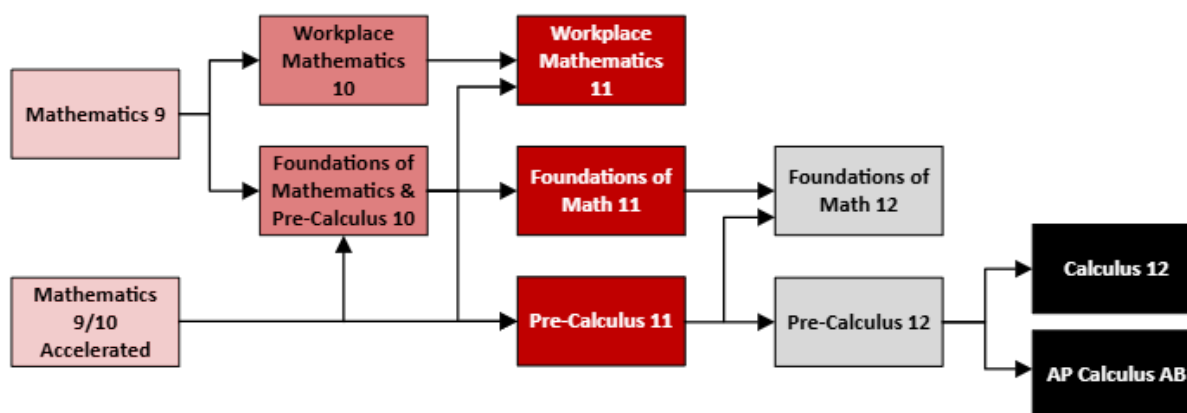 Mathematics 9
Workplace
Mathematics
10
Workplace
Mathematics
11
Foundations of
Mathematics &
Pre-Calculus 10
Foundations of
Math 11
Foundations of
Math 12
Mathematics
9/10
Accelerated
Pre-Calculus 11
Pre-Calculus 12
Calculus 12
AP Calculus AB